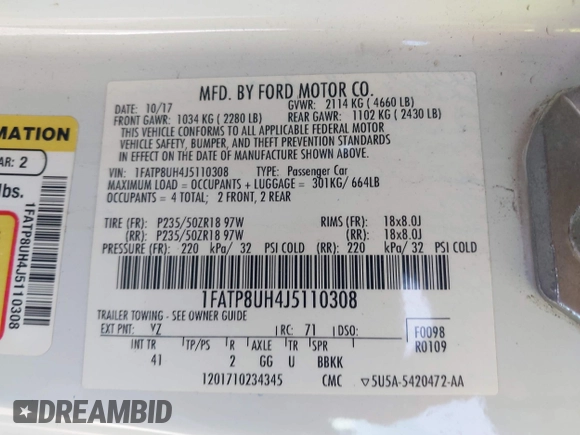 MFD. BY FORD MOTOR CO.
DATE: 10/17 GVWR: 2114 KG ( 4660 LB)
FRONT GAWR: 1034 KG ( 2280 LB) REAR GAWR: 1102 KG ( 2430 LB)
THIS VEHICLE CONFORMS TO ALL APPLICABLE FEDERAL MOTOR
VEHICLE SAFETY, BUMPER, AND THEFT PREVENTION STANDARDS
IN EFFECT ON THE DATE OF MANUFACTURE SHOWN ABOVE.
VIN: 1FATP8UH4J5110308 TYPE: Passenger Car
MAXIMUM LOAD = OCCUPANTS + LUGGAGE = 301KG/ 664LB
OCCUPANTS = 4 TOTAL; 2 FRONT, 2 REAR
TIRE (FR): P235/50ZR18 97W RIMS (FR): 18x8.0J
(RR): P235/50ZR18 97W (RR): 18x8.0J
PRESSURE (FR): 220 kPa/ 32 PSI COLD (RR): 220 kPa/ 32 PSI COLD
1FATP8UH4J5110308
TRAILER TOWING - SEE OWNER GUIDE
EXT PNT: YZ RC: 71 DSO: F0098
INT TR TP/PS R AXLE TR SPR R0109
41 2 GG U BBKK
1201710234345 CMC ▽5U5A-5420472-AA
RMATION
AR: 2
lbs.
1FATP8UH4J5110308
DREAMBID